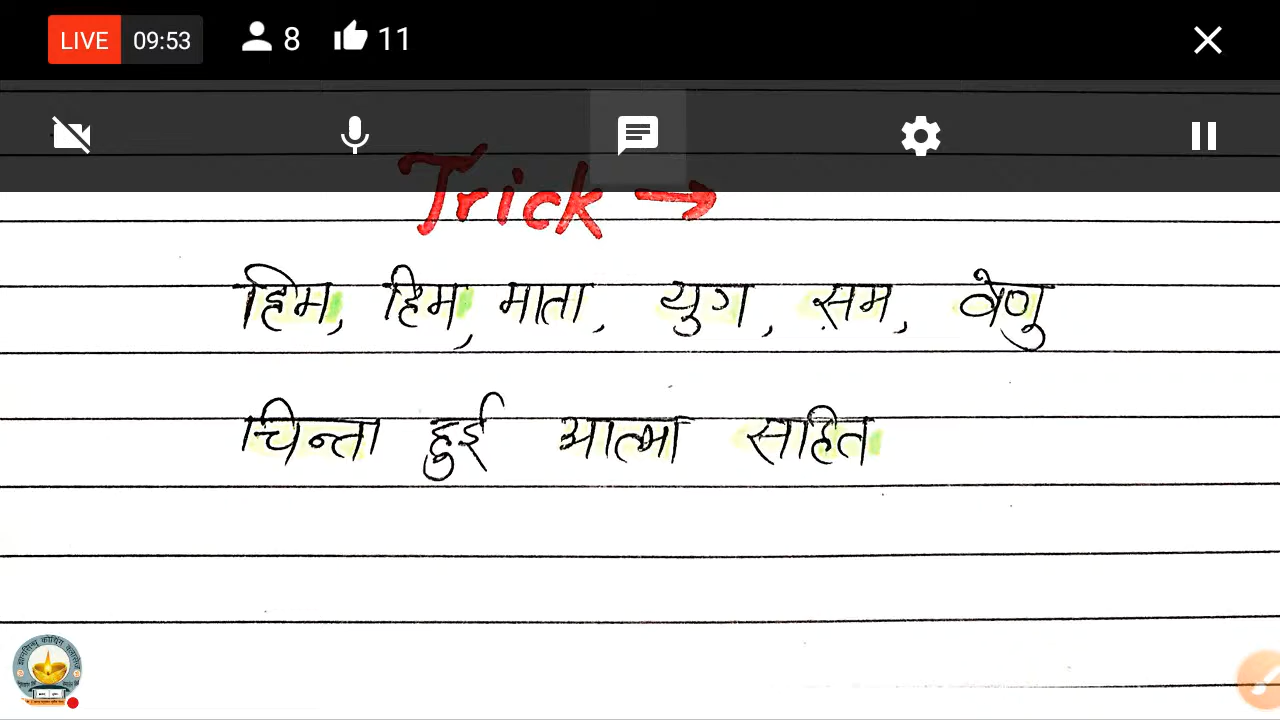 LIVE 09:53 8 11
Trick →
हिम, हिम, माता, युग, सम, वेणु
चिन्ता हुई आत्मा सहित